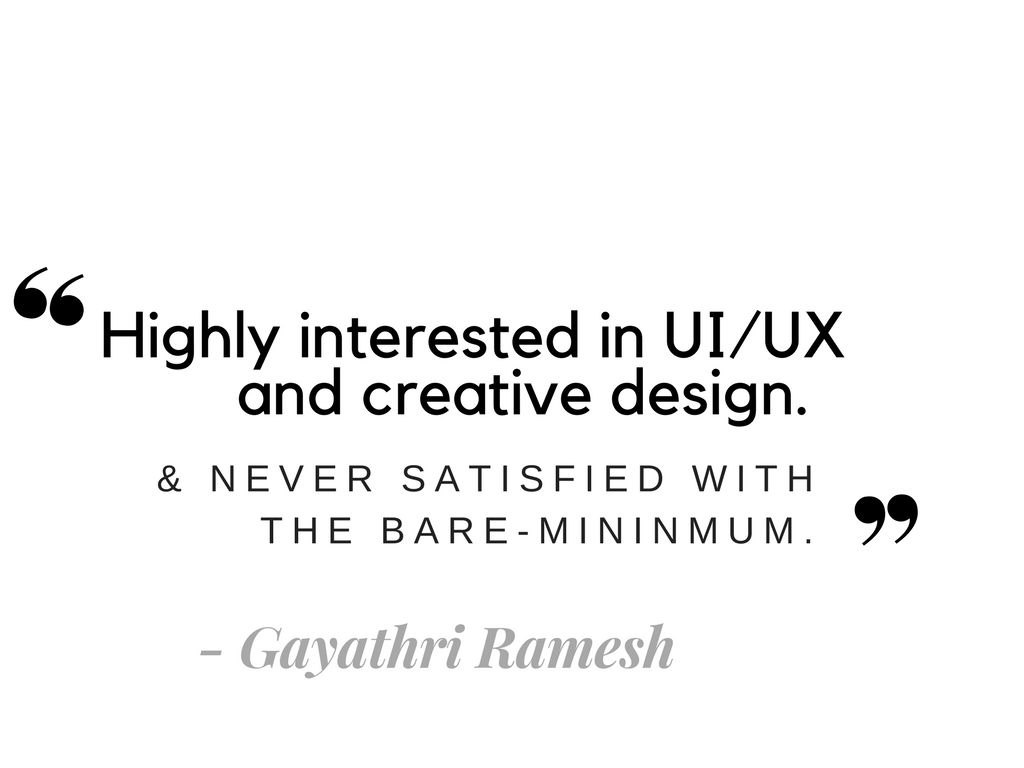 “Highly interested in UI/UX
and creative design.
& NEVER SATISFIED WITH
THE BARE-MININMUM.”
- Gayathri Ramesh